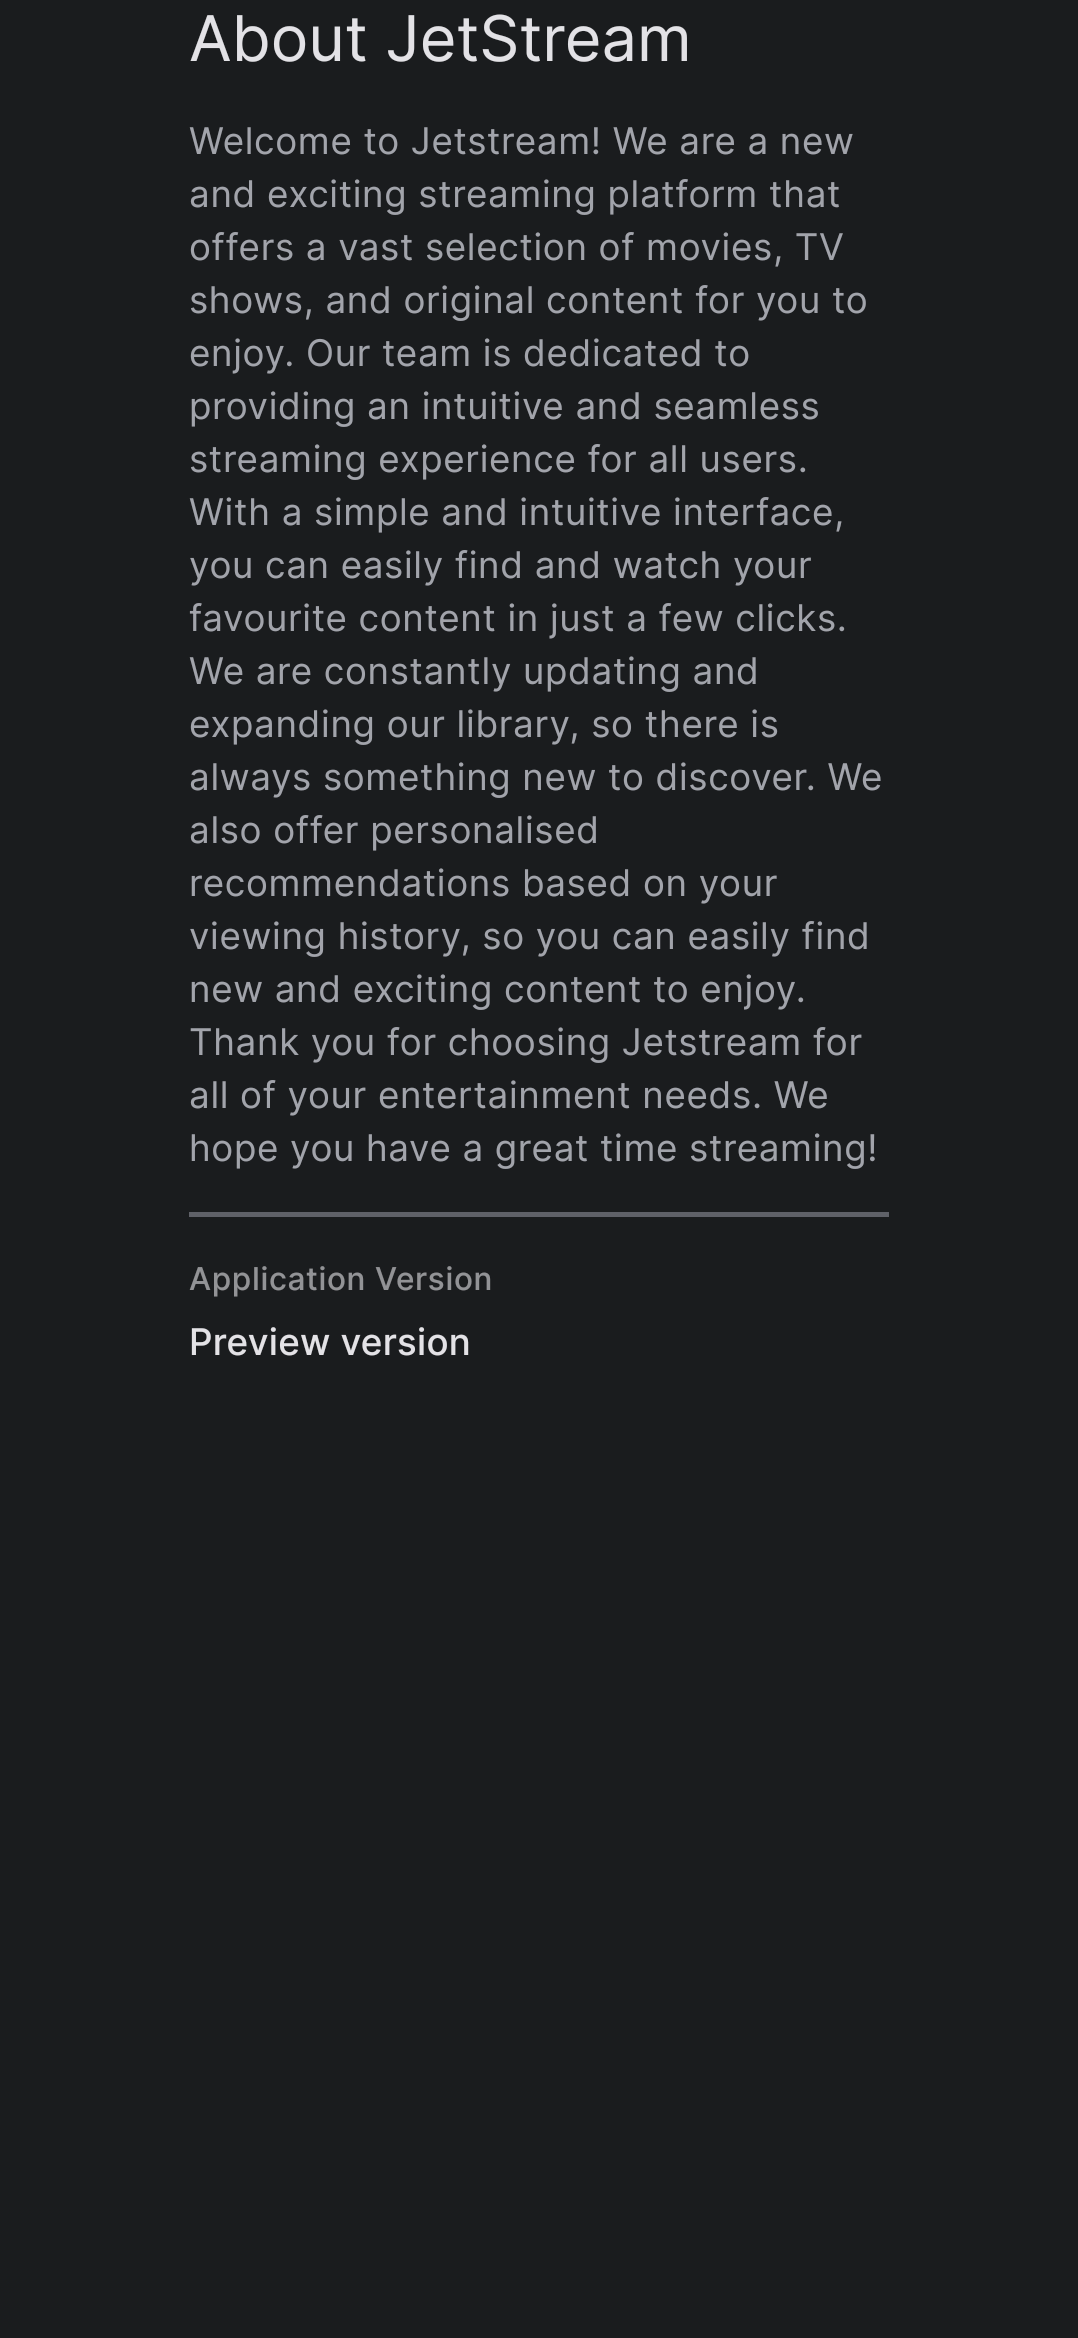 About JetStream
Welcome to Jetstream! We are a new
and exciting streaming platform that
offers a vast selection of movies, TV
shows, and original content for you to
enjoy. Our team is dedicated to
providing an intuitive and seamless
streaming experience for all users.
With a simple and intuitive interface,
you can easily find and watch your
favourite content in just a few clicks.
We are constantly updating and
expanding our library, so there is
always something new to discover. We
also offer personalised
recommendations based on your
viewing history, so you can easily find
new and exciting content to enjoy.
Thank you for choosing Jetstream for
all of your entertainment needs. We
hope you have a great time streaming!
Application Version
Preview version